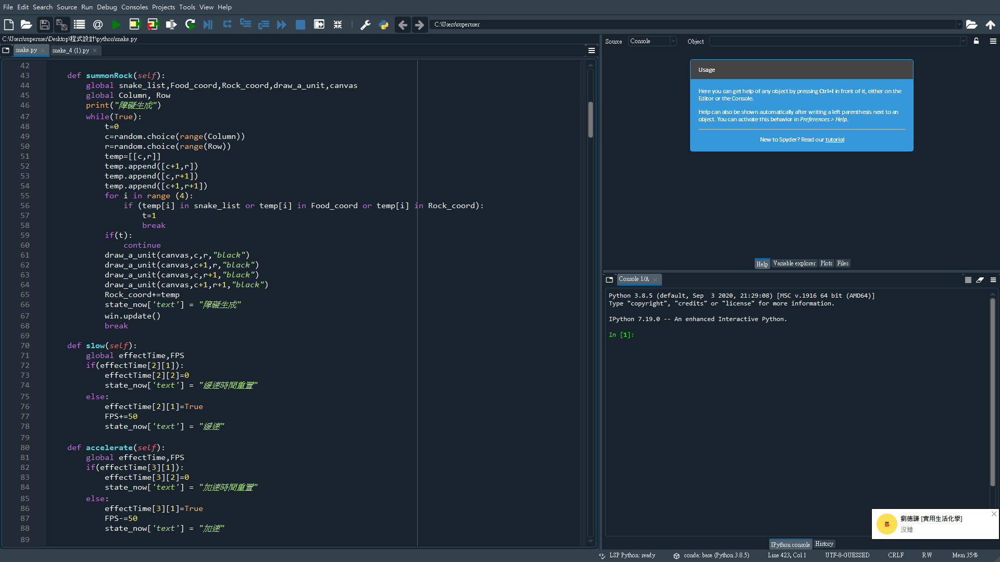 File Edit Search Source Run Debug Consoles Projects Tools View Help
C:\Users\superuser
C:\Users\superuser\Desktop\程式設計\python\snake.py
snake.py
snake_4 (1).py
42
43 def summonRock(self):
44 global snake_list,Food_coord,Rock_coord,draw_a_unit,canvas
45 global Column, Row
46 print("障礙生成")
47 while(True):
48 t=0
49 c=random.choice(range(Column))
50 r=random.choice(range(Row))
51 temp=[[c,r]]
52 temp.append([c+1,r])
53 temp.append([c,r+1])
54 temp.append([c+1,r+1])
55 for i in range (4):
56 if (temp[i] in snake_list or temp[i] in Food_coord or temp[i] in Rock_coord):
57 t=1
58 break
59 if(t):
60 continue
61 draw_a_unit(canvas,c,r,"black")
62 draw_a_unit(canvas,c+1,r,"black")
63 draw_a_unit(canvas,c,r+1,"black")
64 draw_a_unit(canvas,c+1,r+1,"black")
65 Rock_coord+=temp
66 state_now['text'] = "障礙生成"
67 win.update()
68 break
69
70 def slow(self):
71 global effectTime,FPS
72 if(effectTime[2][1]):
73 effectTime[2][2]=0
74 state_now['text'] = "緩速時間重置"
75 else:
76 effectTime[2][1]=True
77 FPS+=50
78 state_now['text'] = "緩速"
79
80 def accelerate(self):
81 global effectTime,FPS
82 if(effectTime[3][1]):
83 effectTime[3][2]=0
84 state_now['text'] = "加速時間重置"
85 else:
86 effectTime[3][1]=True
87 FPS-=50
88 state_now['text'] = "加速"
89
Source Console Object
Usage
Here you can get help of any object by pressing Ctrl+I in front of it, either on the
Editor or the Console.
Help can also be shown automatically after writing a left parenthesis next to an
object. You can activate this behavior in Preferences > Help.
New to Spyder? Read our tutorial
Help Variable explorer Plots Files
Console 1/A
Python 3.8.5 (default, Sep 3 2020, 21:29:08) [MSC v.1916 64 bit (AMD64)]
Type "copyright", "credits" or "license" for more information.
IPython 7.19.0 -- An enhanced Interactive Python.
In [1]:
劉德謙 [實用生活化學]
沒錯
IPython console History
LSP Python: ready conda: base (Python 3.8.5) Line 423, Col 1 UTF-8-GUESSED CRLF RW Mem 35%